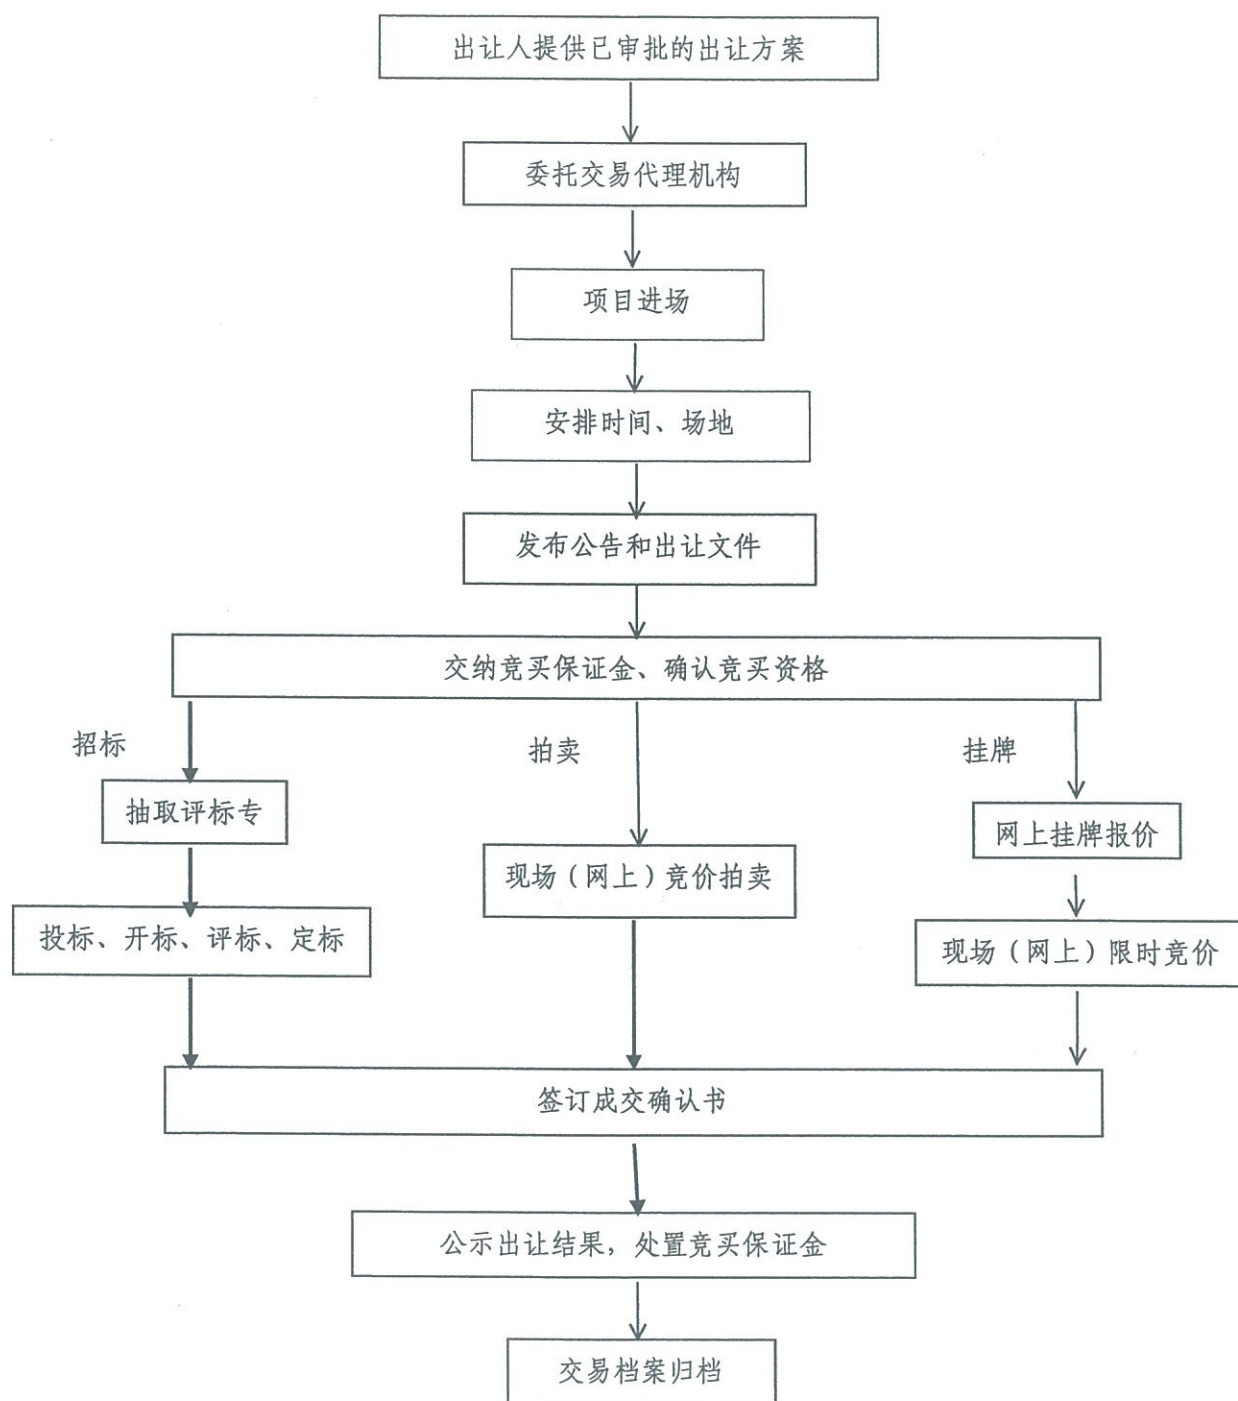 出让人提供已审批的出让方案
委托交易代理机构
项目进场
安排时间、场地
发布公告和出让文件
交纳竞买保证金、确认竞买资格
招标
拍卖
挂牌
抽取评标专
网上挂牌报价
现场（网上）竞价拍卖
投标、开标、评标、定标
现场（网上）限时竞价
签订成交确认书
公示出让结果，处置竞买保证金
交易档案归档